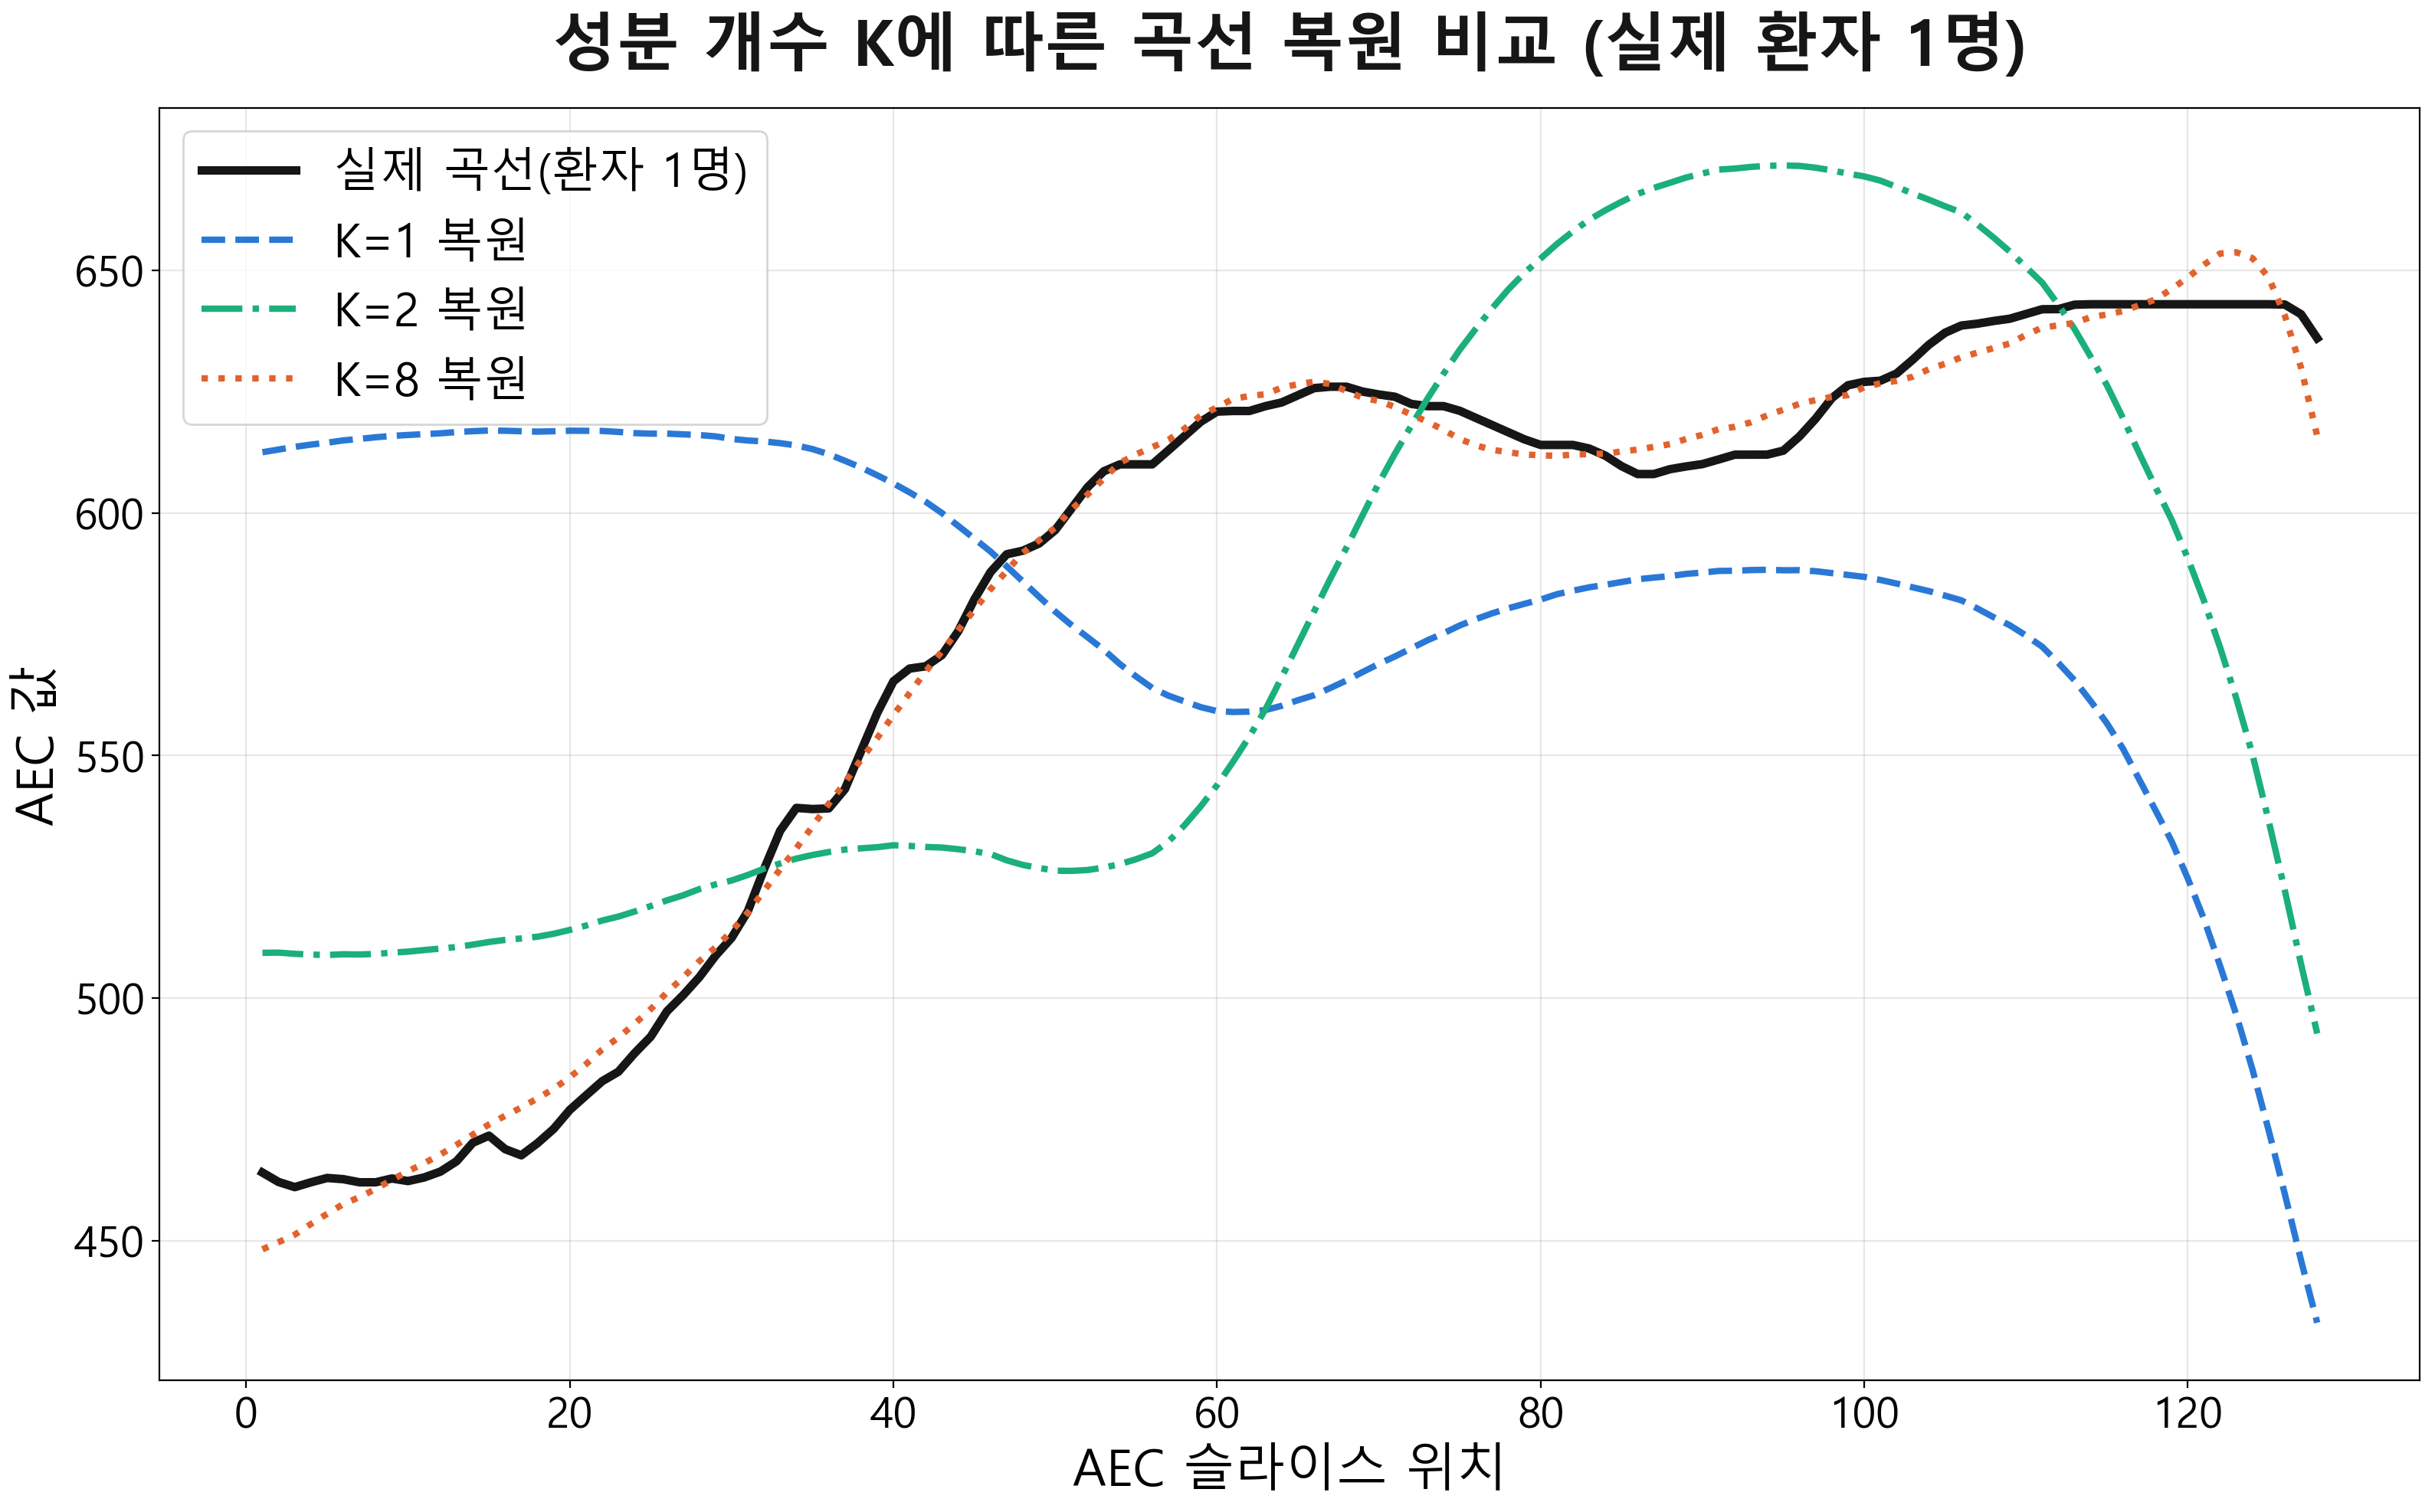 성분 개수 K에 따른 곡선 복원 비교 (실제 환자 1명)
실제 곡선(환자 1명)
K=1 복원
K=2 복원
K=8 복원
AEC 값
650
600
550
500
450
0 20 40 60 80 100 120
AEC 슬라이스 위치